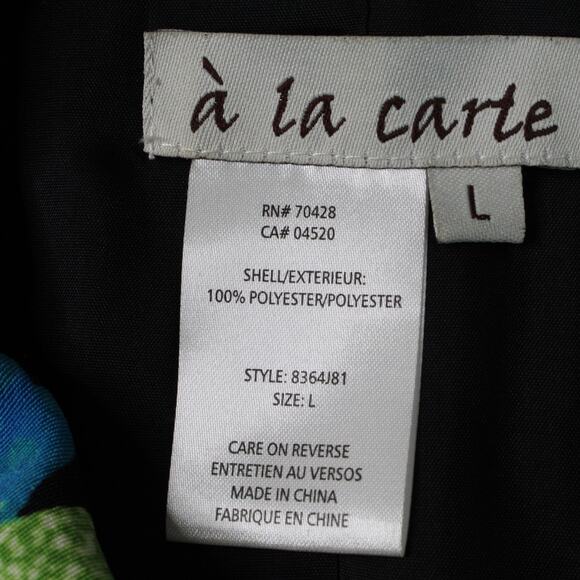 à la carte
L
RN# 70428
CA# 04520
SHELL/EXTERIEUR:
100% POLYESTER/POLYESTER
STYLE: 8364J81
SIZE: L
CARE ON REVERSE
ENTRETIEN AU VERSOS
MADE IN CHINA
FABRIQUE EN CHINE